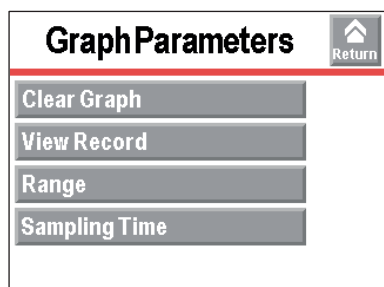 Graph Parameters
Return
Clear Graph
View Record
Range
Sampling Time